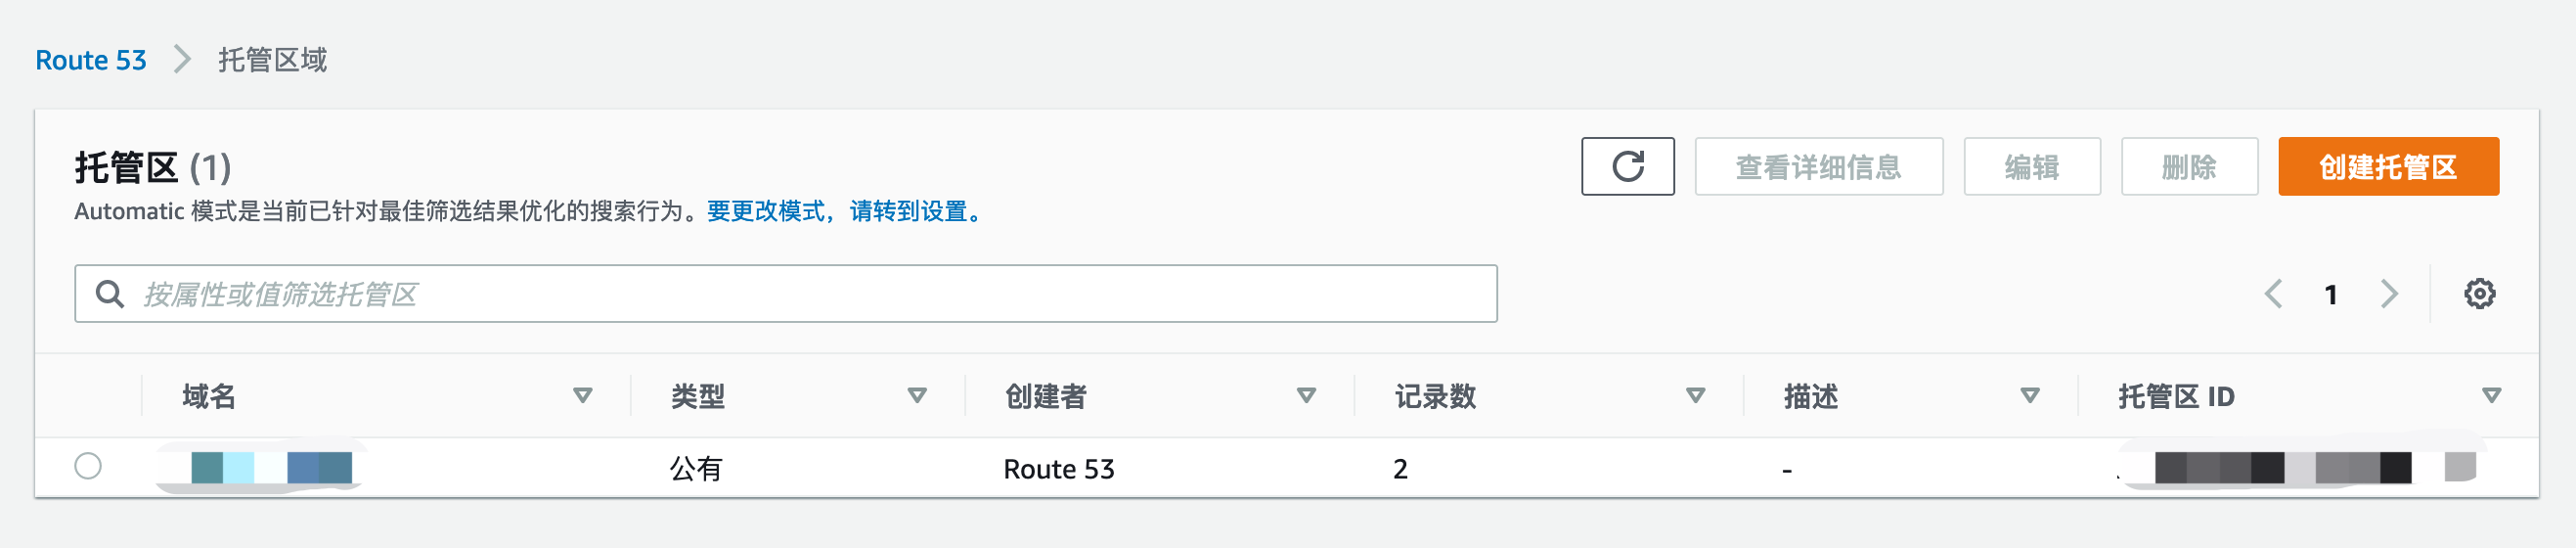 Route 53 托管区域
托管区 (1)
查看详细信息 编辑 删除 创建托管区
Automatic 模式是当前已针对最佳筛选结果优化的搜索行为。要更改模式，请转到设置。
按属性或值筛选托管区
1
域名 类型 创建者 记录数 描述 托管区 ID
公有 Route 53 2 -